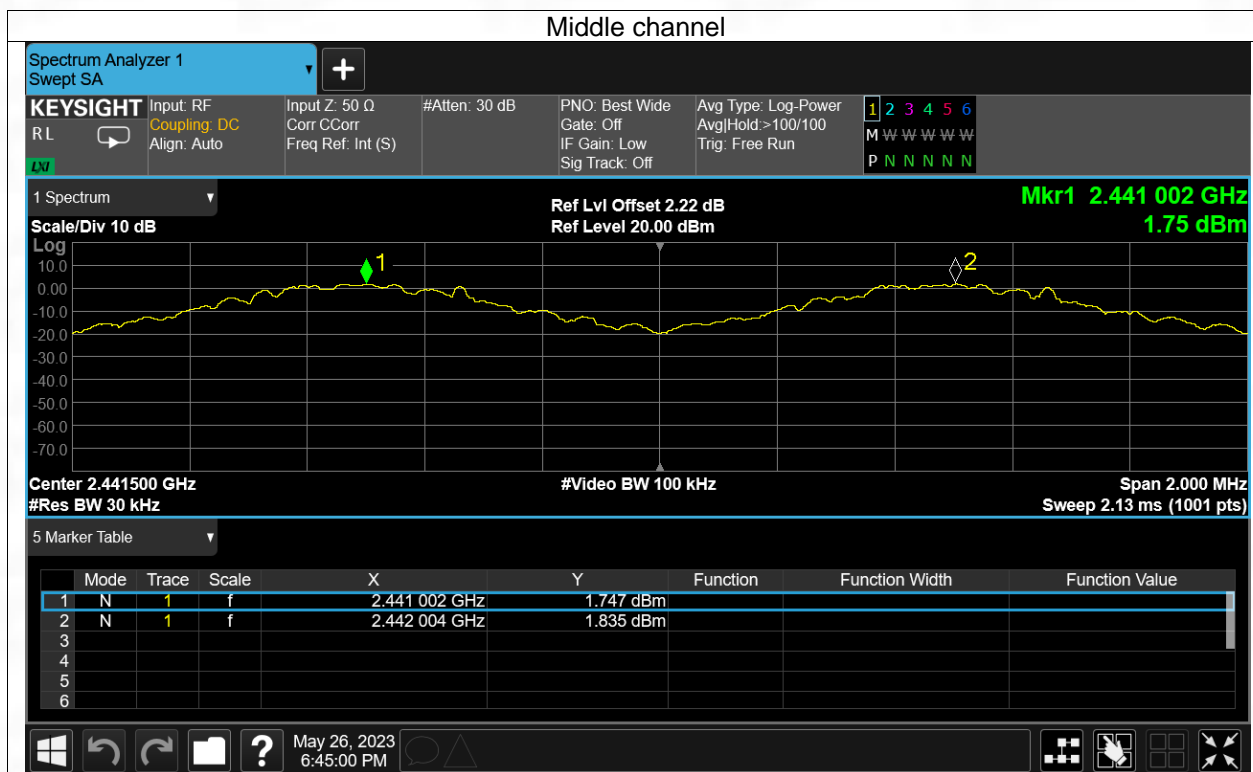 Middle channel
Spectrum Analyzer 1
Swept SA
+
KEYSIGHT Input: RF Input Z: 50 Ω #Atten: 30 dB PNO: Best Wide Avg Type: Log-Power 1 2 3 4 5 6
RL Coupling: DC Corr CCorr Gate: Off Avg|Hold:>100/100 M W W W W W
Align: Auto Freq Ref: Int (S) IF Gain: Low Trig: Free Run
LXI Sig Track: Off P N N N N N
1 Spectrum Ref Lvl Offset 2.22 dB Mkr1 2.441 002 GHz
Scale/Div 10 dB Ref Level 20.00 dBm 1.75 dBm
Log
10.0 1 2
0.00
-10.0
-20.0
-30.0
-40.0
-50.0
-60.0
-70.0
Center 2.441500 GHz #Video BW 100 kHz Span 2.000 MHz
#Res BW 30 kHz Sweep 2.13 ms (1001 pts)
5 Marker Table
Mode Trace Scale X Y Function Function Width Function Value
1 N 1 f 2.441 002 GHz 1.747 dBm
2 N 1 f 2.442 004 GHz 1.835 dBm
3
4
5
6
? May 26, 2023
6:45:00 PM